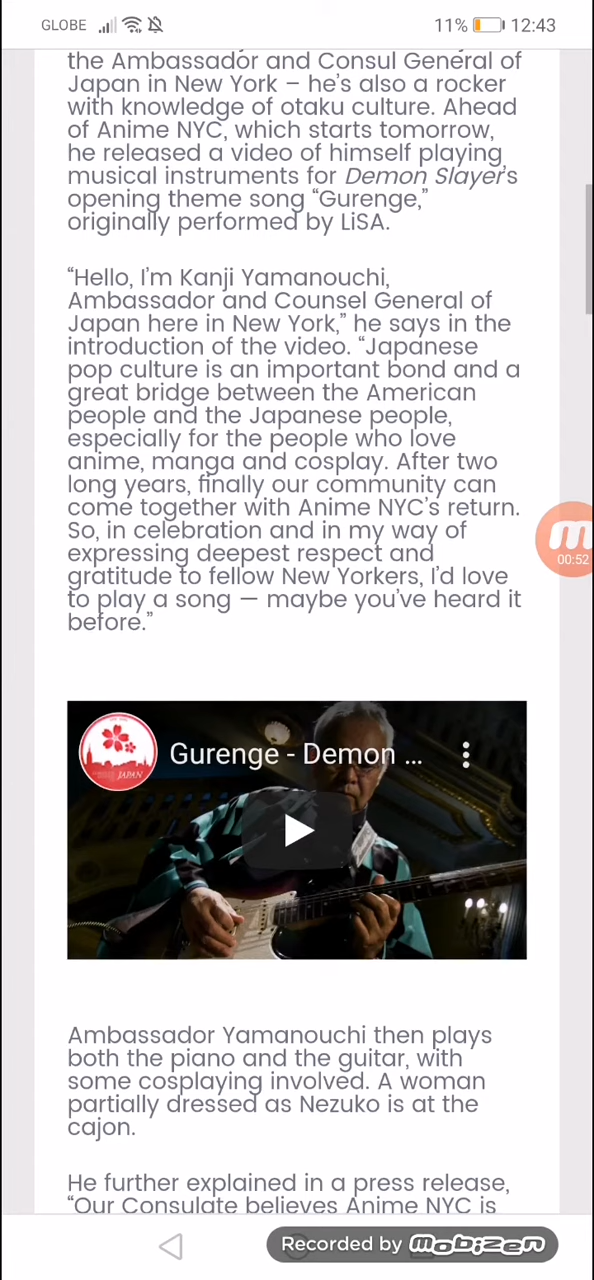 GLOBE 11% 12:43
the Ambassador and Consul General of
Japan in New York – he's also a rocker
with knowledge of otaku culture. Ahead
of Anime NYC, which starts tomorrow,
he released a video of himself playing
musical instruments for Demon Slayer's
opening theme song “Gurenge,”
originally performed by LiSA.
“Hello, I'm Kanji Yamanouchi,
Ambassador and Counsel General of
Japan here in New York,” he says in the
introduction of the video. “Japanese
pop culture is an important bond and a
great bridge between the American
people and the Japanese people,
especially for the people who love
anime, manga and cosplay. After two
long years, finally our community can
come together with Anime NYC's return.
So, in celebration and in my way of
expressing deepest respect and
gratitude to fellow New Yorkers, I'd love
to play a song — maybe you've heard it
before.”
00:52
Gurenge - Demon ...
JAPAN
Ambassador Yamanouchi then plays
both the piano and the guitar, with
some cosplaying involved. A woman
partially dressed as Nezuko is at the
cajon.
He further explained in a press release,
“Our Consulate believes Anime NYC is
Recorded by mobizen